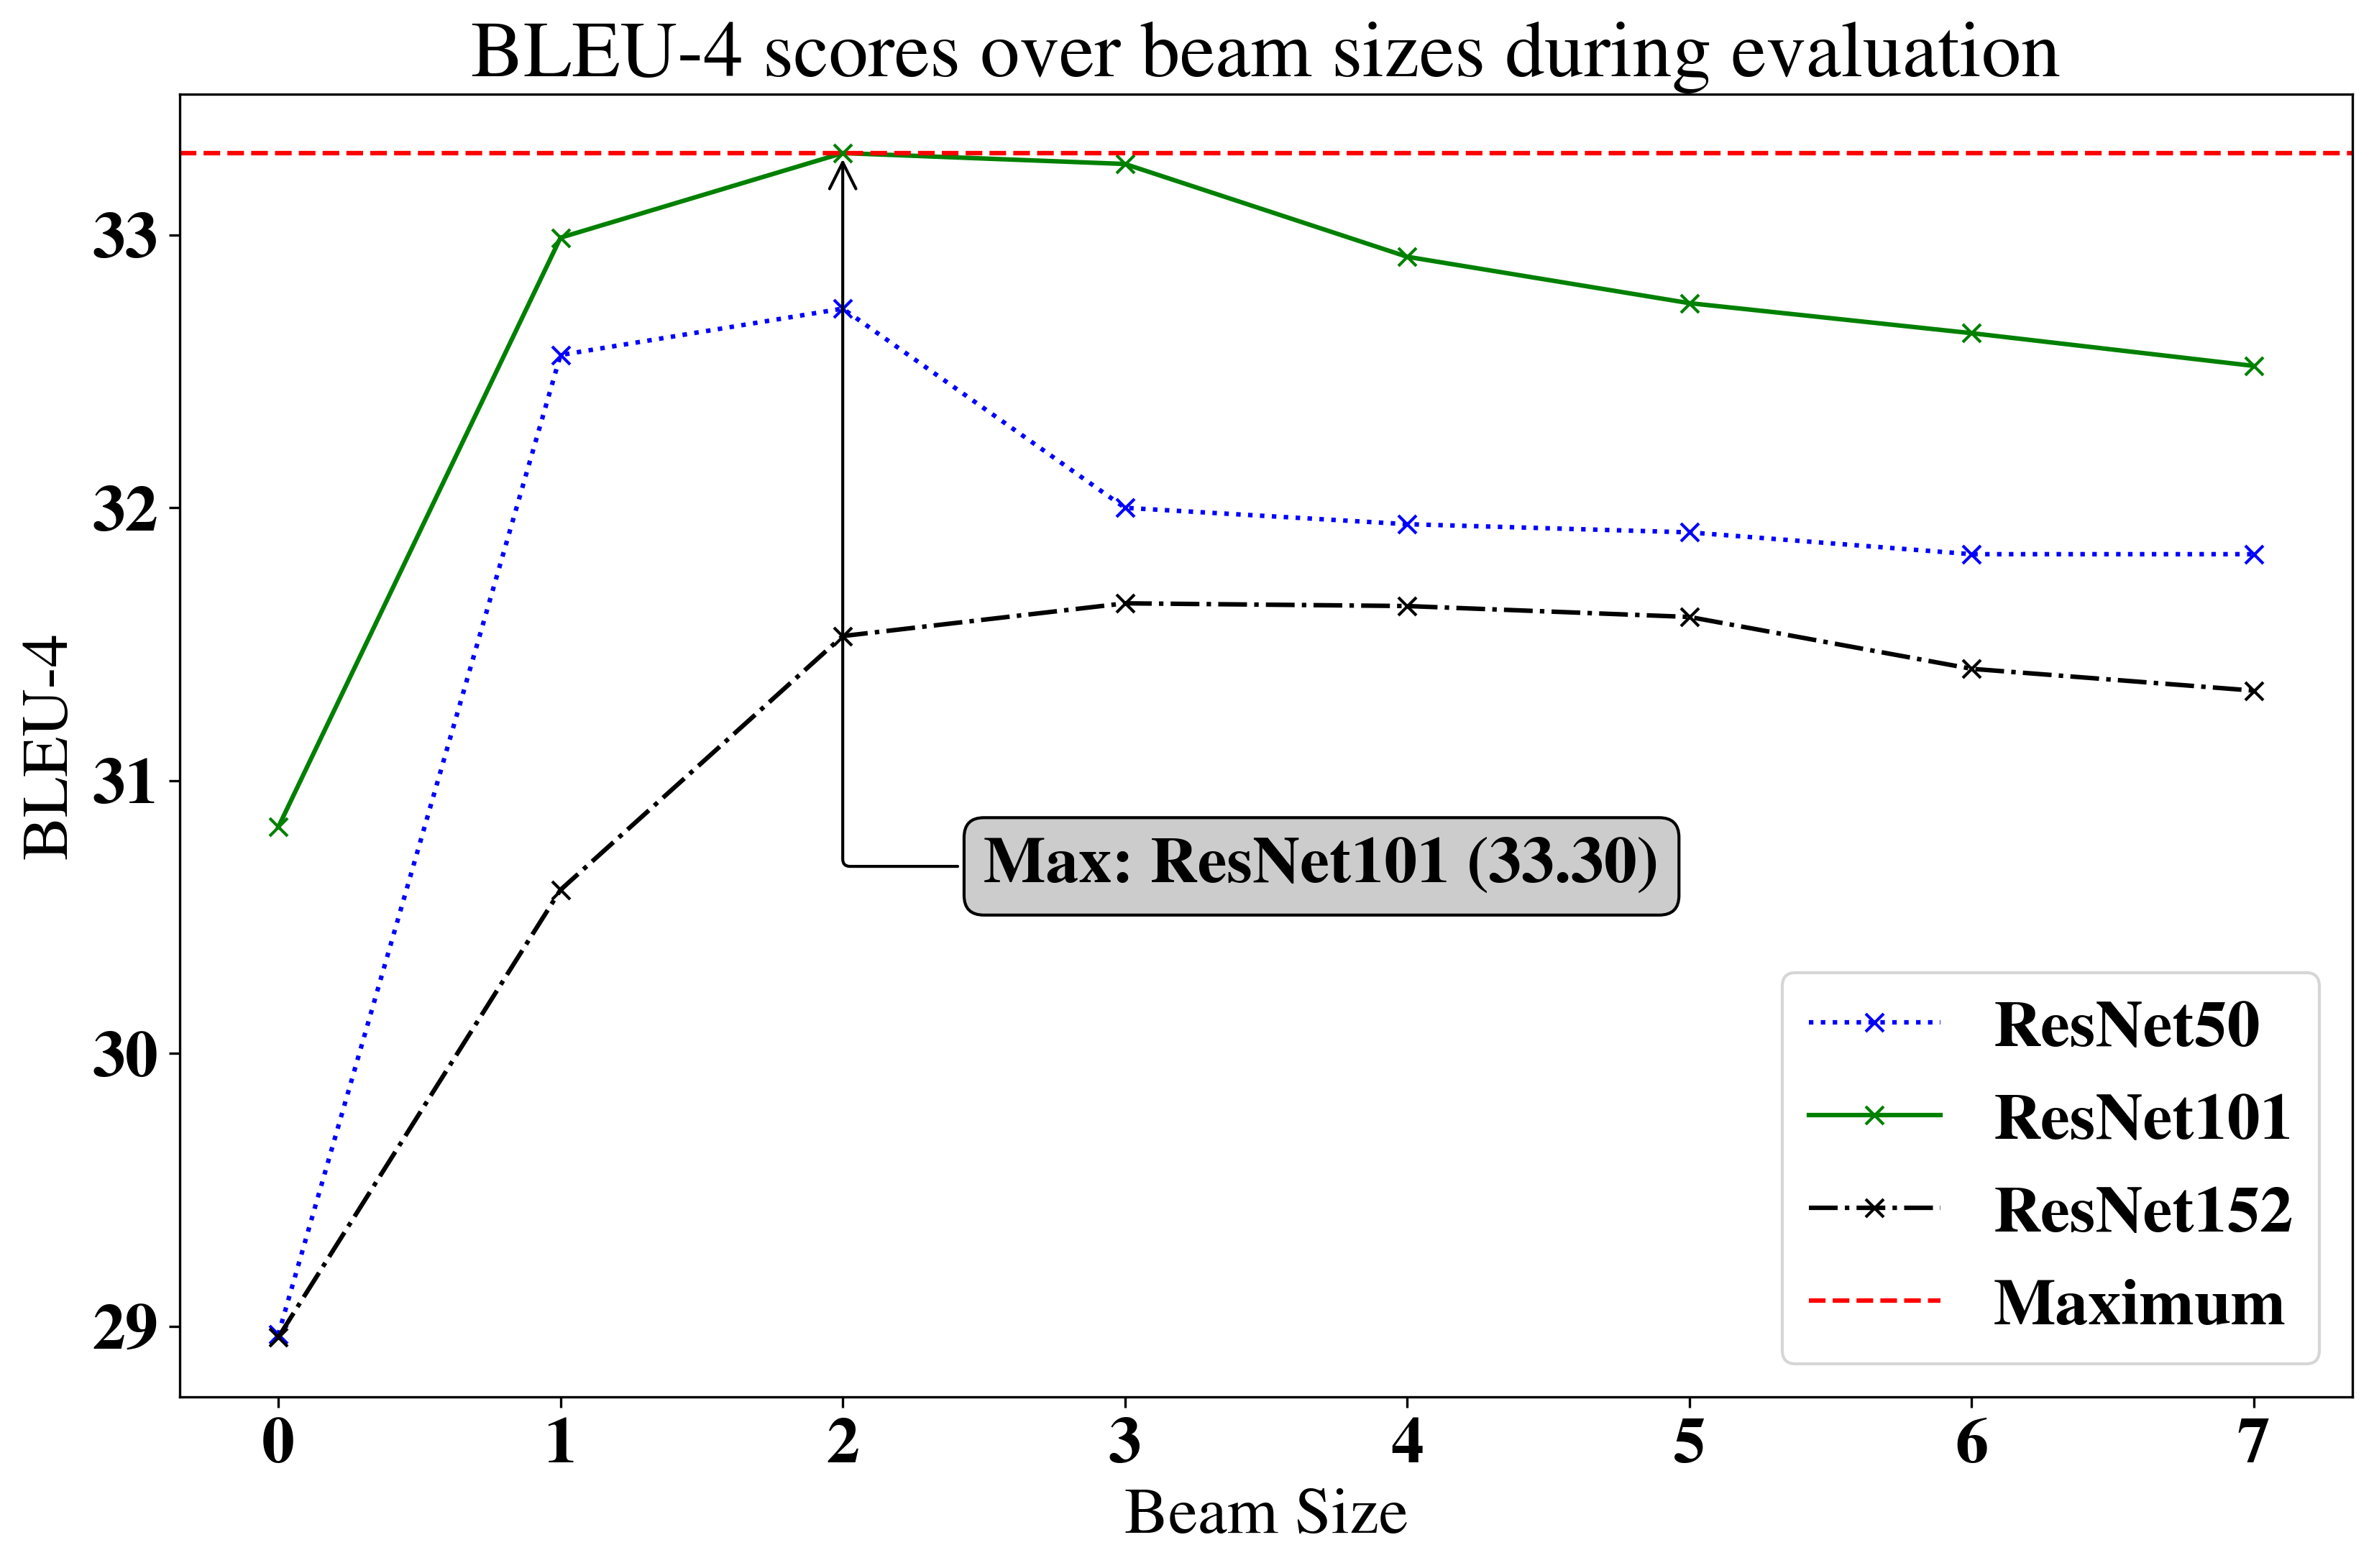 BLEU-4 scores over beam sizes during evaluation
BLEU-4
33
32
31
30
29
Max: ResNet101 (33.30)
ResNet50
ResNet101
ResNet152
Maximum
0 1 2 3 4 5 6 7
Beam Size